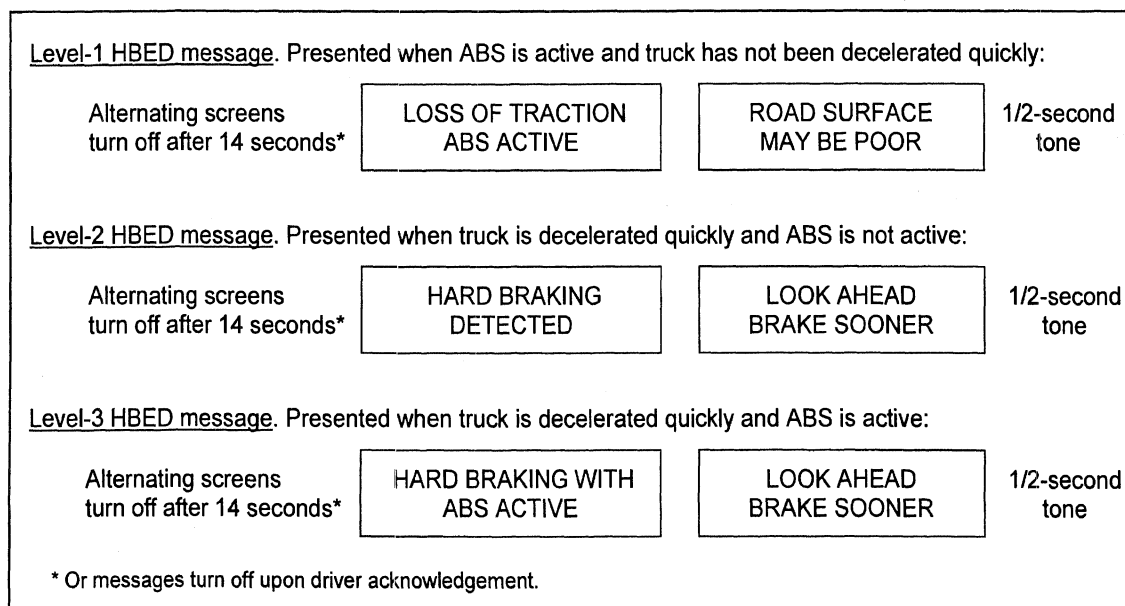 Level-1 HBED message. Presented when ABS is active and truck has not been decelerated quickly:
Alternating screens
turn off after 14 seconds*
LOSS OF TRACTION
ABS ACTIVE
ROAD SURFACE
MAY BE POOR
1/2-second
tone
Level-2 HBED message. Presented when truck is decelerated quickly and ABS is not active:
Alternating screens
turn off after 14 seconds*
HARD BRAKING
DETECTED
LOOK AHEAD
BRAKE SOONER
1/2-second
tone
Level-3 HBED message. Presented when truck is decelerated quickly and ABS is active:
Alternating screens
turn off after 14 seconds*
HARD BRAKING WITH
ABS ACTIVE
LOOK AHEAD
BRAKE SOONER
1/2-second
tone
* Or messages turn off upon driver acknowledgement.